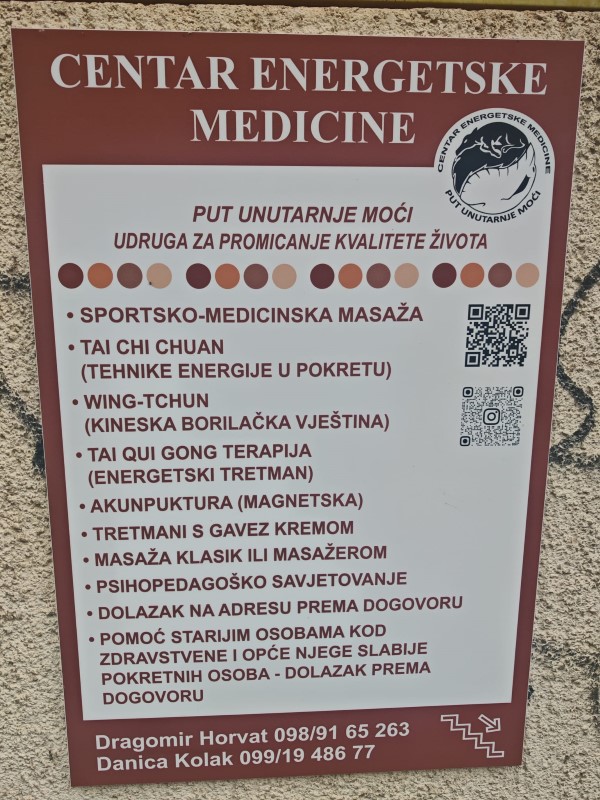 CENTAR ENERGETSKE
MEDICINE
CENTAR ENERGETSKE MEDICINE
PUT UNUTARNJE MOĆI
PUT UNUTARNJE MOĆI
UDRUGA ZA PROMICANJE KVALITETE ŽIVOTA
• SPORTSKO-MEDICINSKA MASAŽA
• TAI CHI CHUAN
(TEHNIKE ENERGIJE U POKRETU)
• WING-TCHUN
(KINESKA BORILAČKA VJEŠTINA)
• TAI QUI GONG TERAPIJA
(ENERGETSKI TRETMAN)
• AKUNPUKTURA (MAGNETSKA)
• TRETMANI S GAVEZ KREMOM
• MASAŽA KLASIK ILI MASAŽEROM
• PSIHOPEDAGOŠKO SAVJETOVANJE
• DOLAZAK NA ADRESU PREMA DOGOVORU
• POMOĆ STARIJIM OSOBAMA KOD
ZDRAVSTVENE I OPĆE NJEGE SLABIJE
POKRETNIH OSOBA - DOLAZAK PREMA
DOGOVORU
Dragomir Horvat 098/91 65 263
Danica Kolak 099/19 486 77